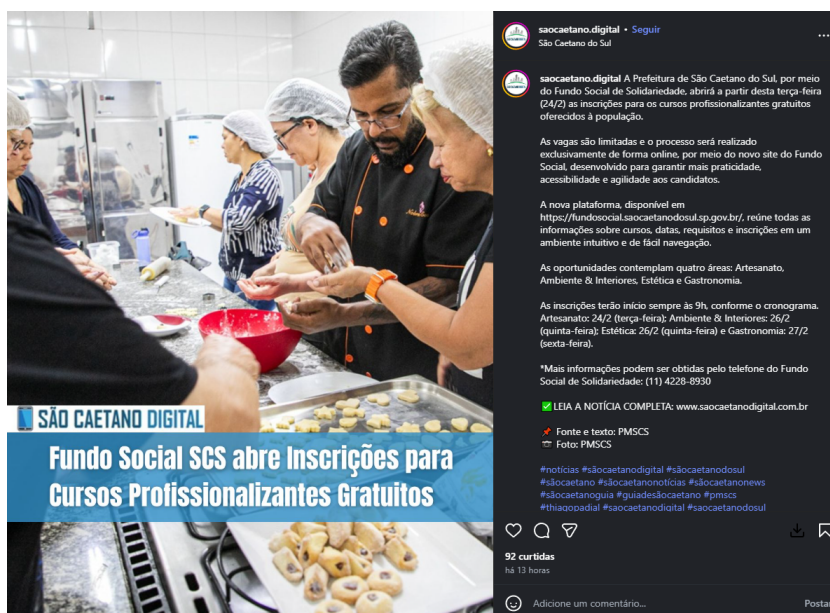 SÃO CAETANO DIGITAL
Fundo Social SCS abre Inscrições para
Cursos Profissionalizantes Gratuitos
saocaetano.digital • Seguir
São Caetano do Sul
saocaetano.digital A Prefeitura de São Caetano do Sul, por meio
do Fundo Social de Solidariedade, abrirá a partir desta terça-feira
(24/2) as inscrições para os cursos profissionalizantes gratuitos
oferecidos à população.
As vagas são limitadas e o processo será realizado
exclusivamente de forma online, por meio do novo site do Fundo
Social, desenvolvido para garantir mais praticidade,
acessibilidade e agilidade aos candidatos.
A nova plataforma, disponível em
https://fundosocial.saocaetanodosul.sp.gov.br/, reúne todas as
informações sobre cursos, datas, requisitos e inscrições em um
ambiente intuitivo e de fácil navegação.
As oportunidades contemplam quatro áreas: Artesanato,
Ambiente & Interiores, Estética e Gastronomia.
As inscrições terão início sempre às 9h, conforme o cronograma.
Artesanato: 24/2 (terça-feira); Ambiente & Interiores: 26/2
(quinta-feira); Estética: 26/2 (quinta-feira) e Gastronomia: 27/2
(sexta-feira).
*Mais informações podem ser obtidas pelo telefone do Fundo
Social de Solidariedade: (11) 4228-8930
✅ LEIA A NOTÍCIA COMPLETA: www.saocaetanodigital.com.br
📌 Fonte e texto: PMSCS
📷 Foto: PMSCS
#notícias #sãocaetanodigital #sãocaetanodosul
#sãocaetano #sãocaetanonotícias #sãocaetanonews
#sãocaetanoguia #guiadesãocaetano #pmscs
#thiagopadial #saocaetanodigital #saocaetanodosul
92 curtidas
há 13 horas
Adicione um comentário...
Postar